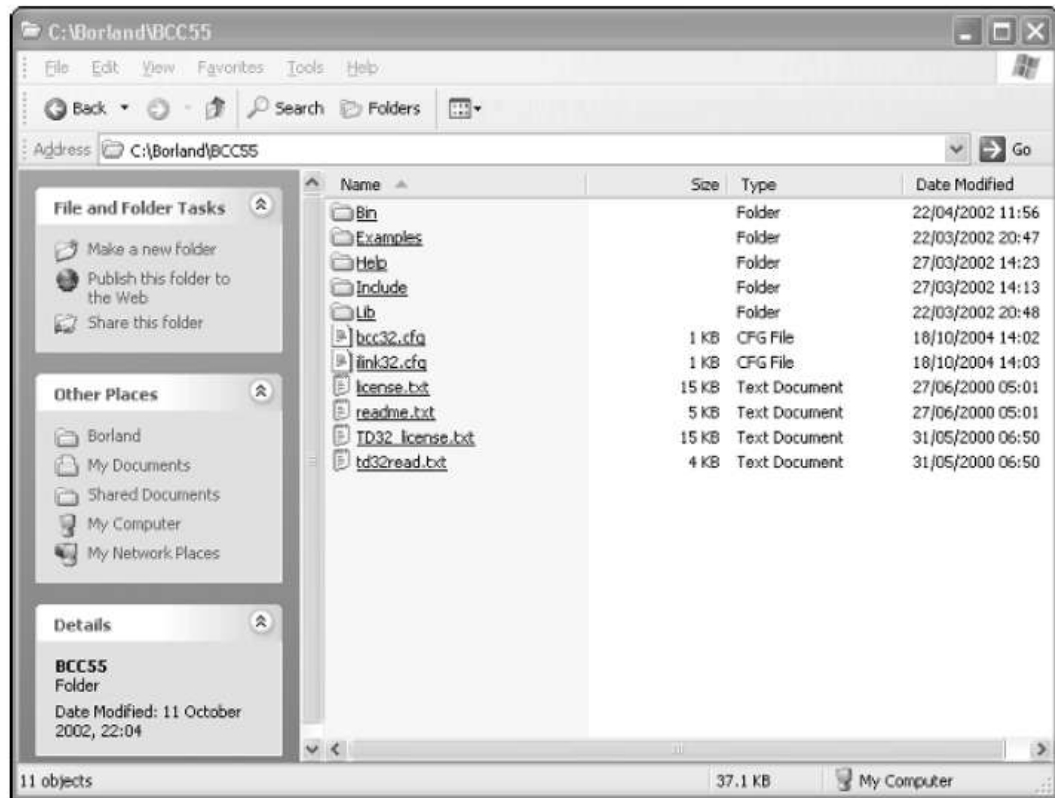 C:\Borland\BCC55
File Edit View Favorites Tools Help
Back Search Folders
Address C:\Borland\BCC55 Go
File and Folder Tasks
Make a new folder
Publish this folder to
the Web
Share this folder
Other Places
Borland
My Documents
Shared Documents
My Computer
My Network Places
Details
BCC55
Folder
Date Modified: 11 October
2002, 22:04
Name Size Type Date Modified
Bin Folder 22/04/2002 11:56
Examples Folder 22/03/2002 20:47
Help Folder 27/03/2002 14:23
Include Folder 27/03/2002 14:13
Lib Folder 22/03/2002 20:48
bcc32.cfg 1 KB CFG File 18/10/2004 14:02
ilink32.cfg 1 KB CFG File 18/10/2004 14:03
license.txt 15 KB Text Document 27/06/2000 05:01
readme.txt 5 KB Text Document 27/06/2000 05:01
TD32_license.txt 15 KB Text Document 31/05/2000 06:50
td32read.txt 4 KB Text Document 31/05/2000 06:50
11 objects 37.1 KB My Computer